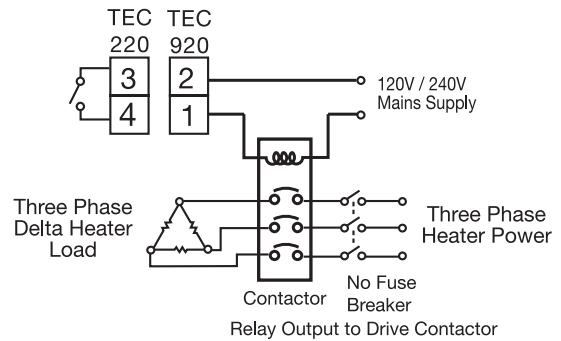 TEC TEC
220 920
3 2
4 1
120V / 240V
Mains Supply
Three Phase
Delta Heater
Load
Three Phase
Heater Power
Contactor
No Fuse
Breaker
Relay Output to Drive Contactor